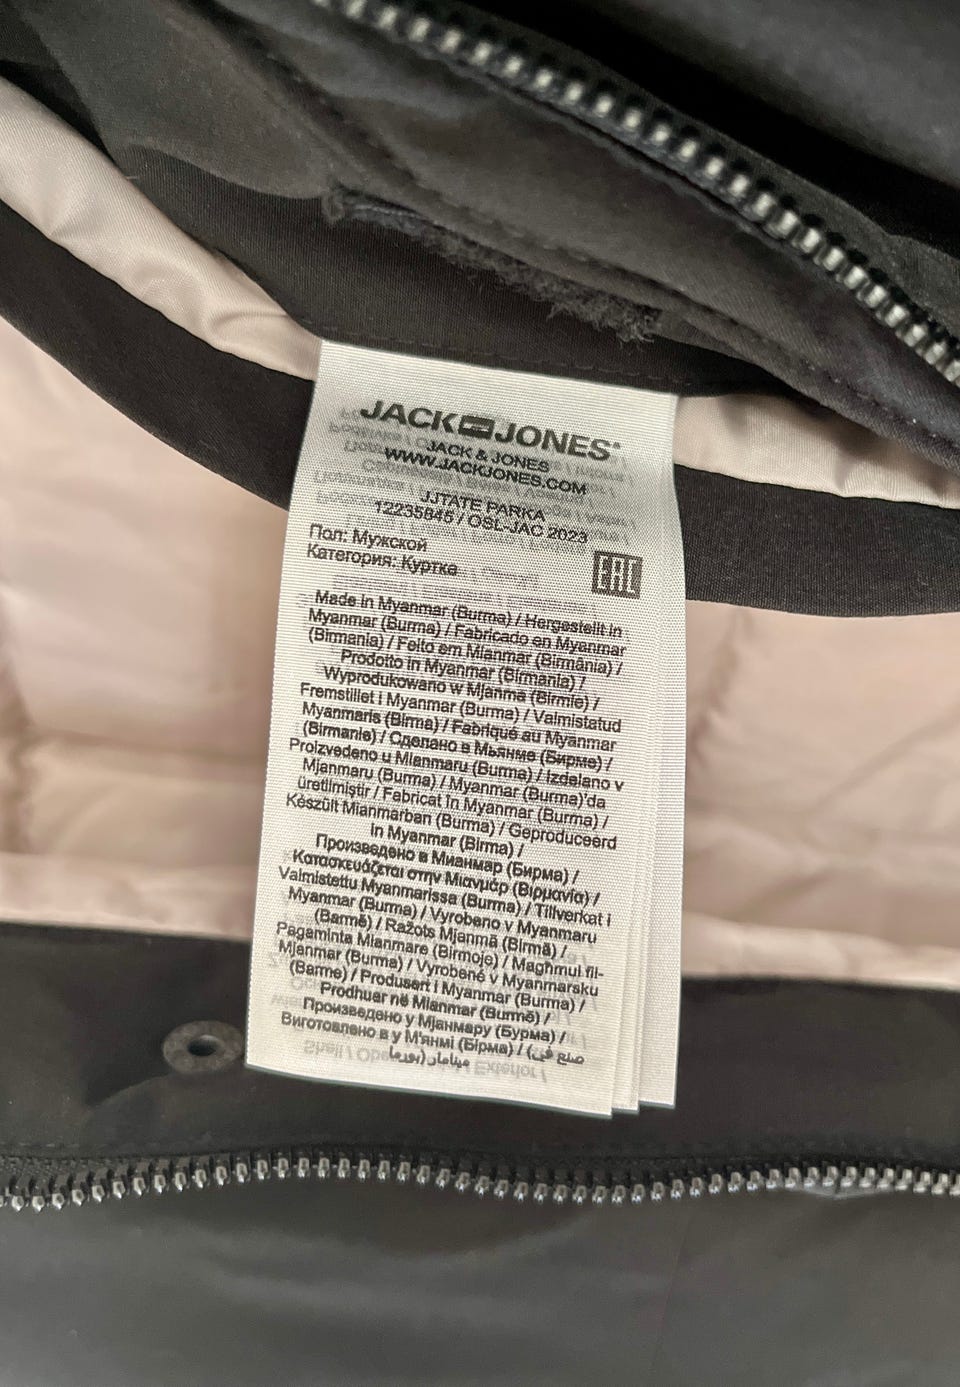 JACK JONES®
JACK & JONES
WWW.JACKJONES.COM
JJTATE PARKA
12235845 / OSL-JAC 2023
Пол: Мужской
Категория: Куртка
EAC
Made in Myanmar (Burma) / Hergestellt in
Myanmar (Burma) / Fabricado en Myanmar
(Birmania) / Feito em Mianmar (Birmânia) /
Prodotto in Myanmar (Birmania) /
Wyprodukowano w Mjanma (Birmie) /
Fremstillet i Myanmar (Burma) / Valmistatud
Myanmaris (Birma) / Fabriqué au Myanmar
(Birmanie) / Сделано в Мьянме (Бирме) /
Proizvedeno u Mianmaru (Burma) / Izdelano v
Mjanmaru (Burma) / Myanmar (Burma)'da
üretilmiştir / Fabricat în Myanmar (Burma) /
Készült Mianmarban (Burma) / Geproduceerd
in Myanmar (Birma) /
Произведено в Мианмар (Бирма) /
Κατασκευάζεται στην Μιανμάρ (Βιρμανία) /
Valmistettu Myanmarissa (Burma) / Tillverkat i
Myanmar (Burma) / Vyrobeno v Myanmaru
(Barmě) / Ražots Mjanmā (Birmā) /
Pagaminta Mianmare (Birmoje) / Magħmul fil-
Mjanmar (Burma) / Vyrobené v Myanmarsku
(Barme) / Produsert i Myanmar (Burma) /
Prodhuar në Mianmar (Burmë) /
Произведено у Мјанмару (Бурма) /
Виготовлено в у М'янмі (Бірма) / صنع في)
ميانمار (بورما